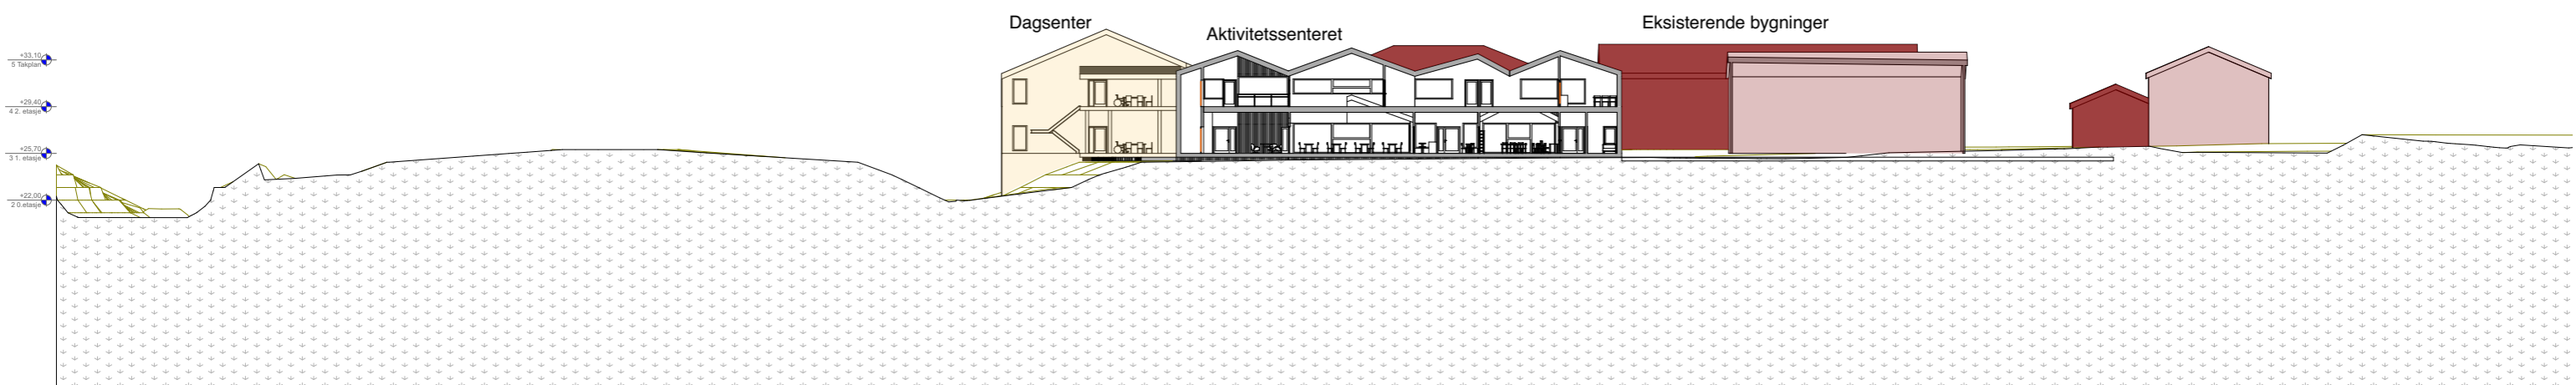 Dagsenter
Aktivitetssenteret
Eksisterende bygninger
+33,10
5 Takplan
+29,40
4 2. etasje
+25,70
3 1. etasje
+22,00
2 0.etasje